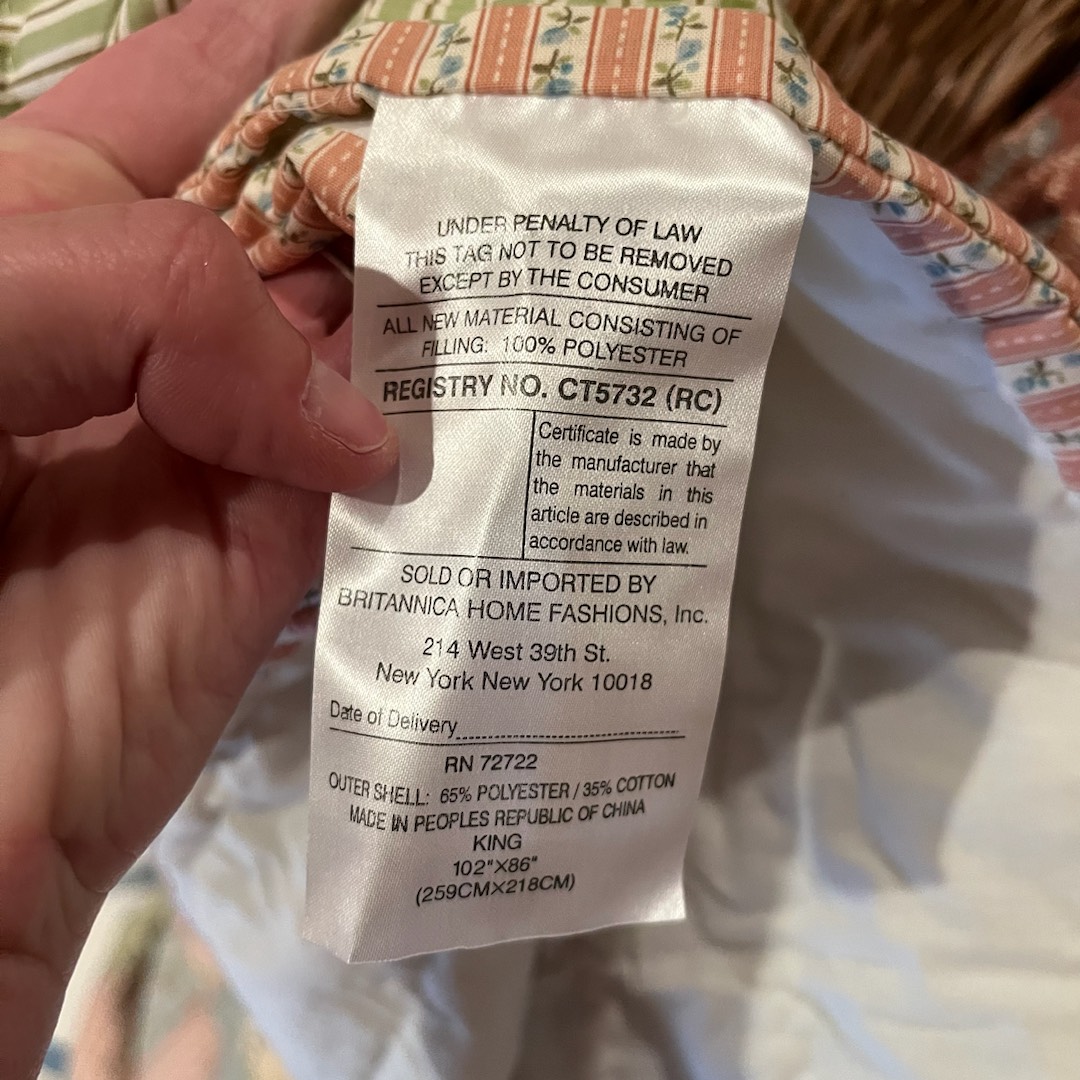 UNDER PENALTY OF LAW
THIS TAG NOT TO BE REMOVED
EXCEPT BY THE CONSUMER
ALL NEW MATERIAL CONSISTING OF
FILLING: 100% POLYESTER
REGISTRY NO. CT5732 (RC)
Certificate is made by
the manufacturer that
the materials in this
article are described in
accordance with law.
SOLD OR IMPORTED BY
BRITANNICA HOME FASHIONS, Inc.
214 West 39th St.
New York New York 10018
Date of Delivery
RN 72722
OUTER SHELL: 65% POLYESTER / 35% COTTON
MADE IN PEOPLES REPUBLIC OF CHINA
KING
102"X86"
(259CMX218CM)